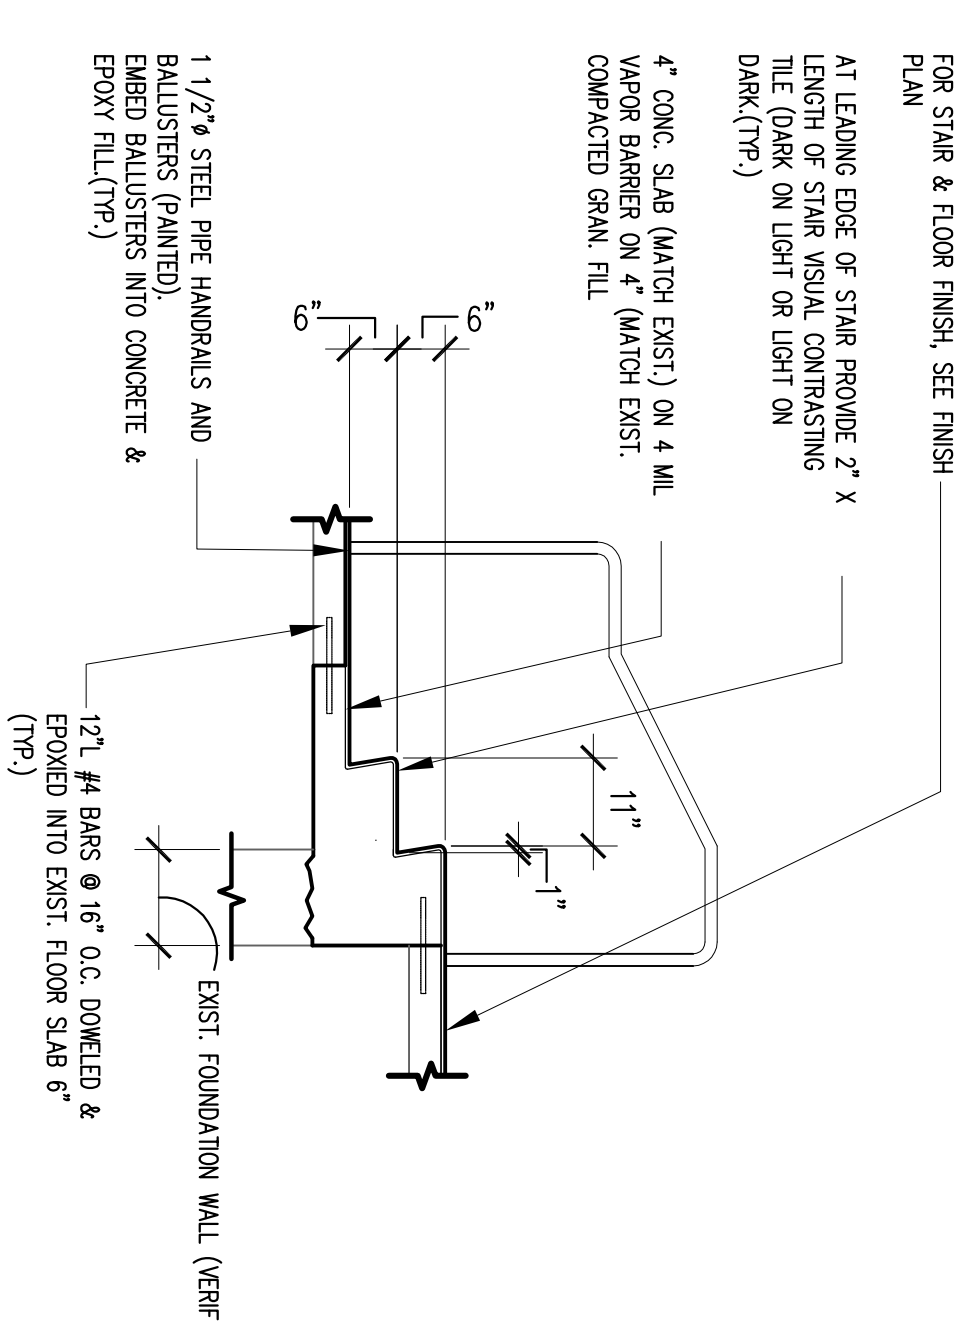 FOR STAIR & FLOOR FINISH, SEE FINISH
PLAN
AT LEADING EDGE OF STAIR PROVIDE 2" X
LENGTH OF STAIR VISUAL CONTRASTING
TILE (DARK ON LIGHT OR LIGHT ON
DARK.(TYP.)
4" CONC. SLAB (MATCH EXIST.) ON 4 MIL
VAPOR BARRIER ON 4" (MATCH EXIST.
COMPACTED GRAN. FILL
6"
6"
11"
1"
1 1/2"ø STEEL PIPE HANDRAILS AND
BALLUSTERS (PAINTED).
EMBED BALLUSTERS INTO CONCRETE &
EPOXY FILL.(TYP.)
EXIST. FOUNDATION WALL (VERIF
12"L #4 BARS @ 16" O.C. DOWELED &
EPOXIED INTO EXIST. FLOOR SLAB 6"
(TYP.)